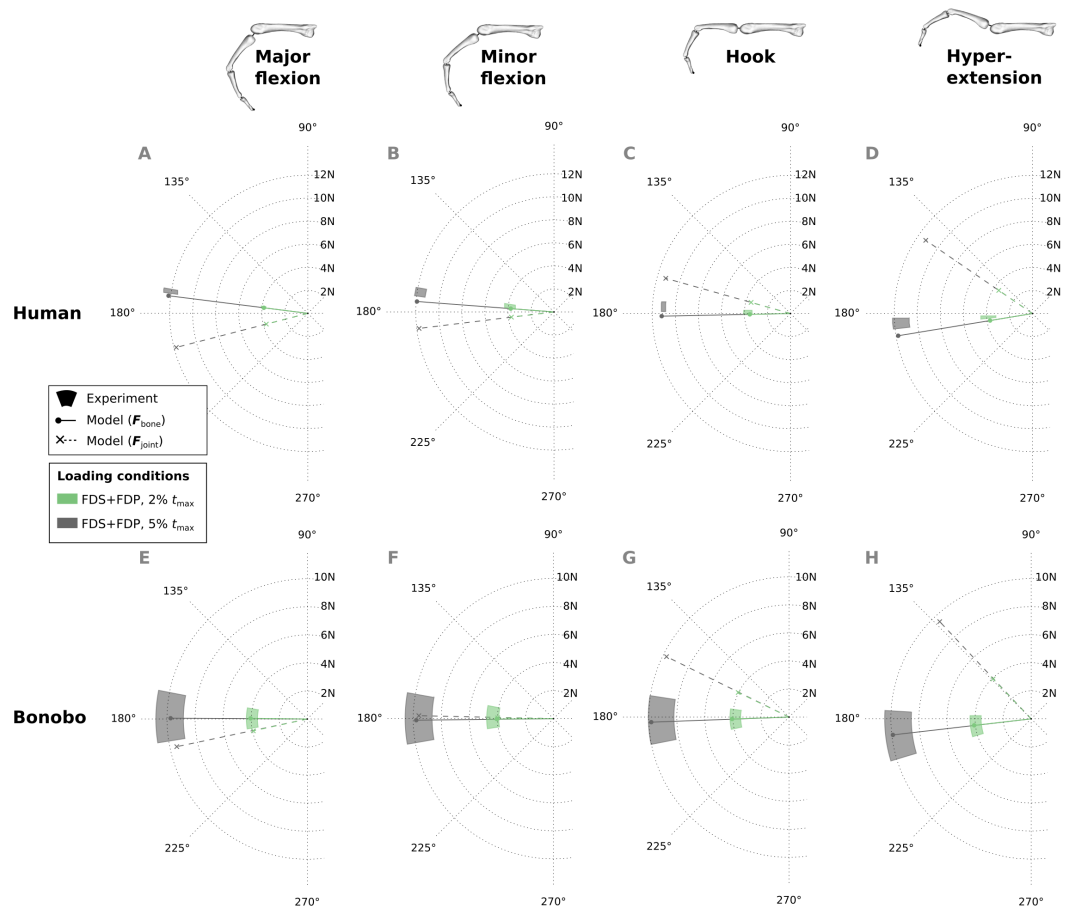 Major
flexion
Minor
flexion
Hook
Hyper-
extension
Human
A
90°
135°
180°
270°
12N
10N
8N
6N
4N
2N
B
90°
135°
180°
225°
270°
12N
10N
8N
6N
4N
2N
C
90°
135°
180°
225°
270°
12N
10N
8N
6N
4N
2N
D
90°
135°
180°
225°
270°
12N
10N
8N
6N
4N
2N
Experiment
Model (F_bone)
Model (F_joint)
Loading conditions
FDS+FDP, 2% t_max
FDS+FDP, 5% t_max
Bonobo
E
90°
135°
180°
225°
270°
10N
8N
6N
4N
2N
F
90°
135°
180°
225°
270°
10N
8N
6N
4N
2N
G
90°
135°
180°
225°
270°
10N
8N
6N
4N
2N
H
90°
135°
180°
225°
270°
10N
8N
6N
4N
2N